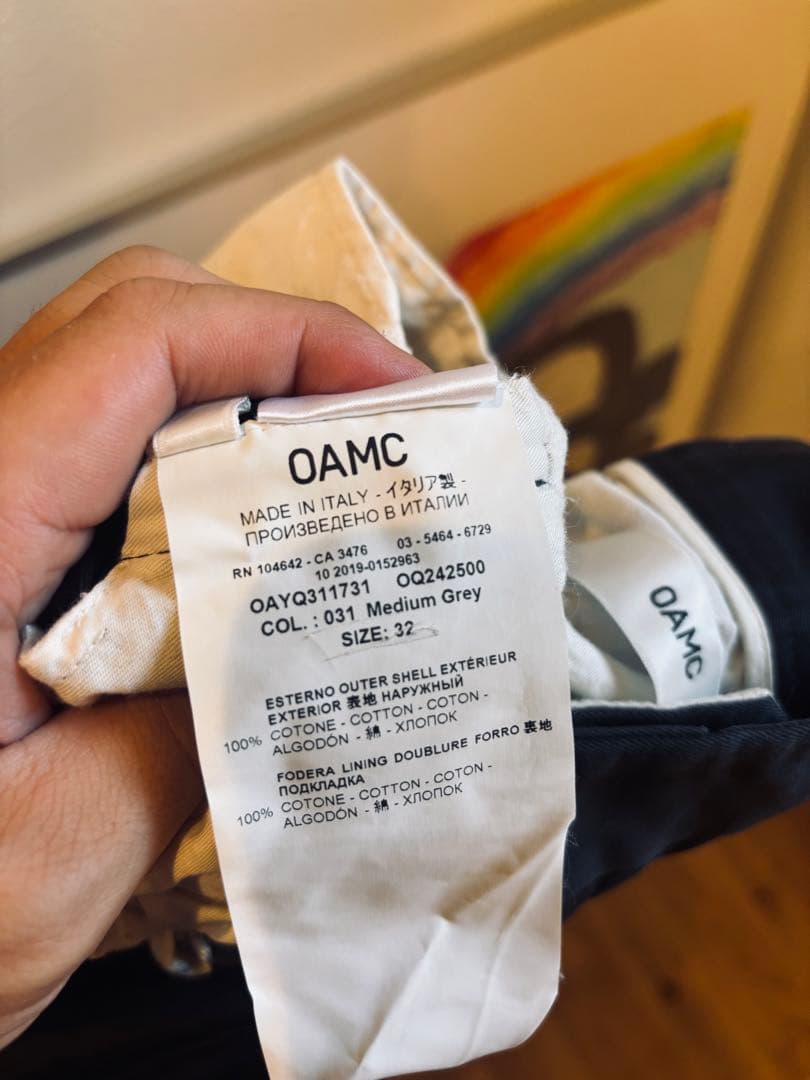 OAMC
MADE IN ITALY - イタリア製 -
ПРОИЗВЕДЕНО В ИТАЛИИ
RN 104642 - CA 3476 03 - 5464 - 6729
10 2019-0152963
OAYQ311731 OQ242500
COL. : 031 Medium Grey
SIZE: 32
ESTERNO OUTER SHELL EXTÉRIEUR
EXTERIOR 表地 НАРУЖНЫЙ
100% COTONE - COTTON - COTON -
ALGODÓN - 綿 - ХЛОПОК
FODERA LINING DOUBLURE FORRO 裏地
ПОДКЛАДКА
100% COTONE - COTTON - COTON -
ALGODÓN - 綿 - ХЛОПОК
OAMC